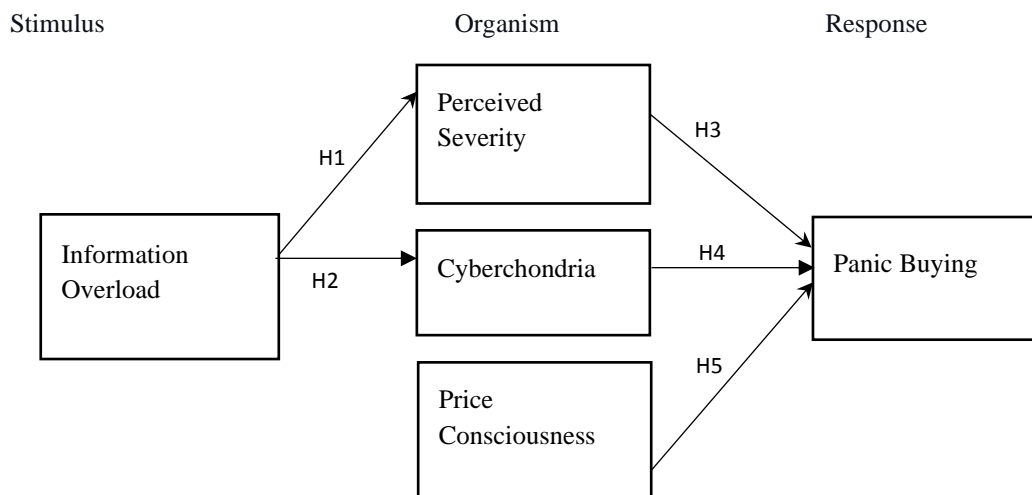 Stimulus
Organism
Response
Perceived
Severity
H3
H1
Information
Overload
H2
Cyberchondria
H4
Panic Buying
H5
Price
Consciousness